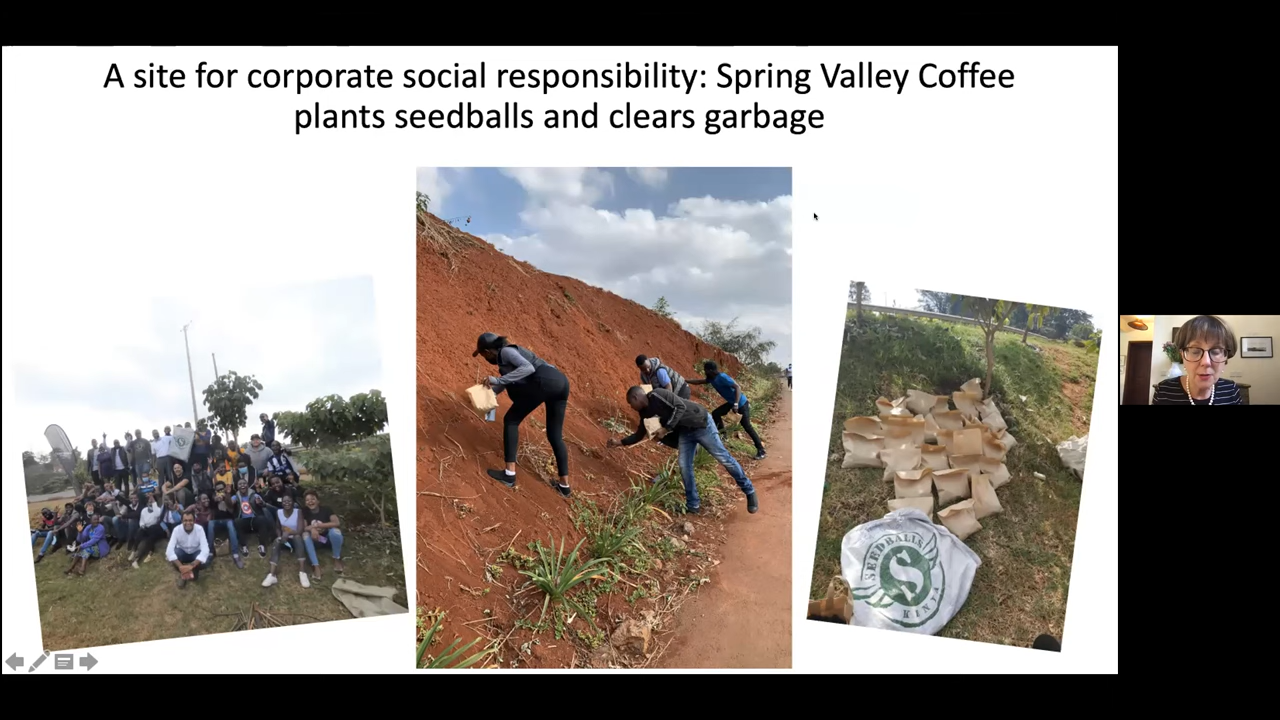 A site for corporate social responsibility: Spring Valley Coffee
plants seedballs and clears garbage
SEEDBALLS
S
KENYA